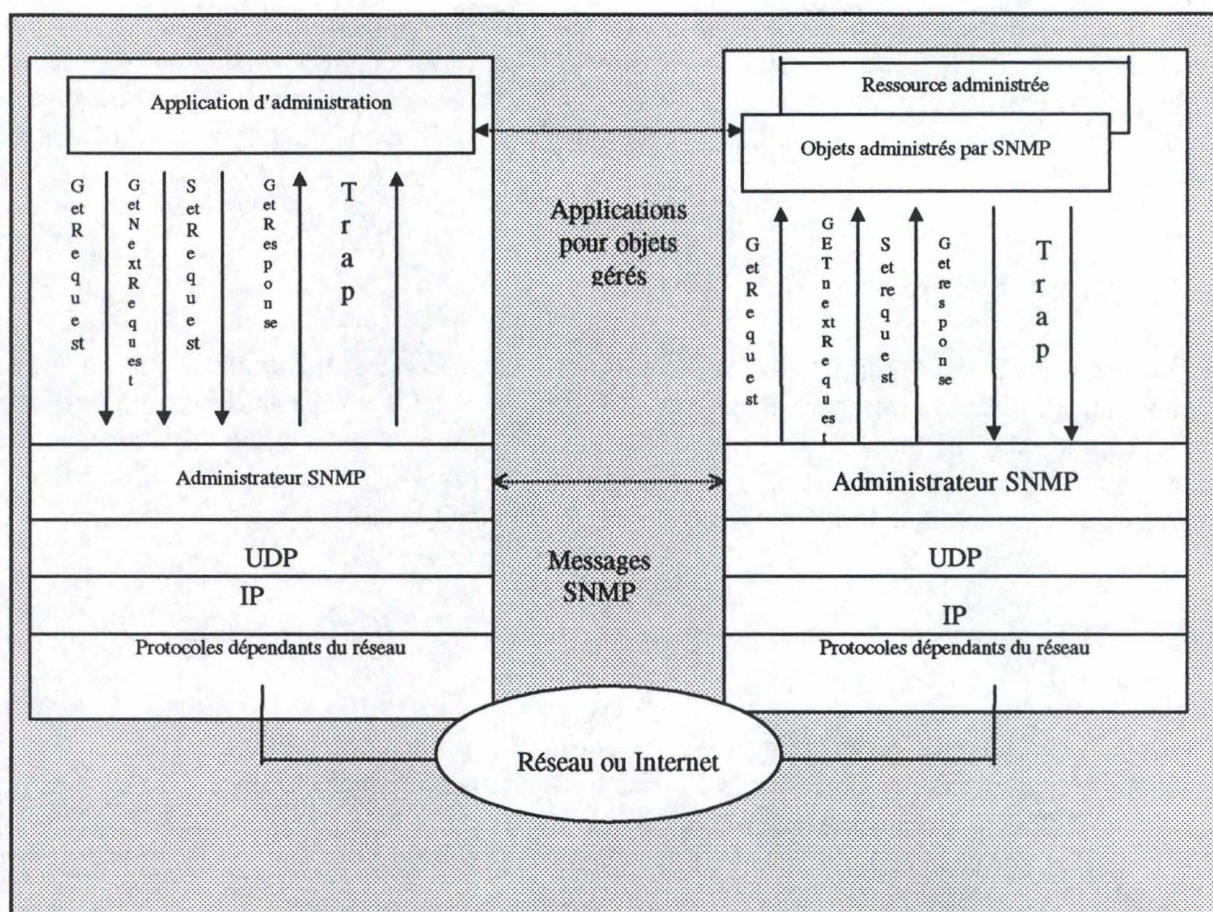 Application d'administration
GetRequest
GetNextRequest
SetRequest
GetResponse
Trap
Administrateur SNMP
UDP
IP
Protocoles dépendants du réseau
Applications
pour objets
gérés
Messages
SNMP
Ressource administrée
Objets administrés par SNMP
GetRequest
GETnextRequest
Setrequest
Getresponse
Trap
Administrateur SNMP
UDP
IP
Protocoles dépendants du réseau
Réseau ou Internet